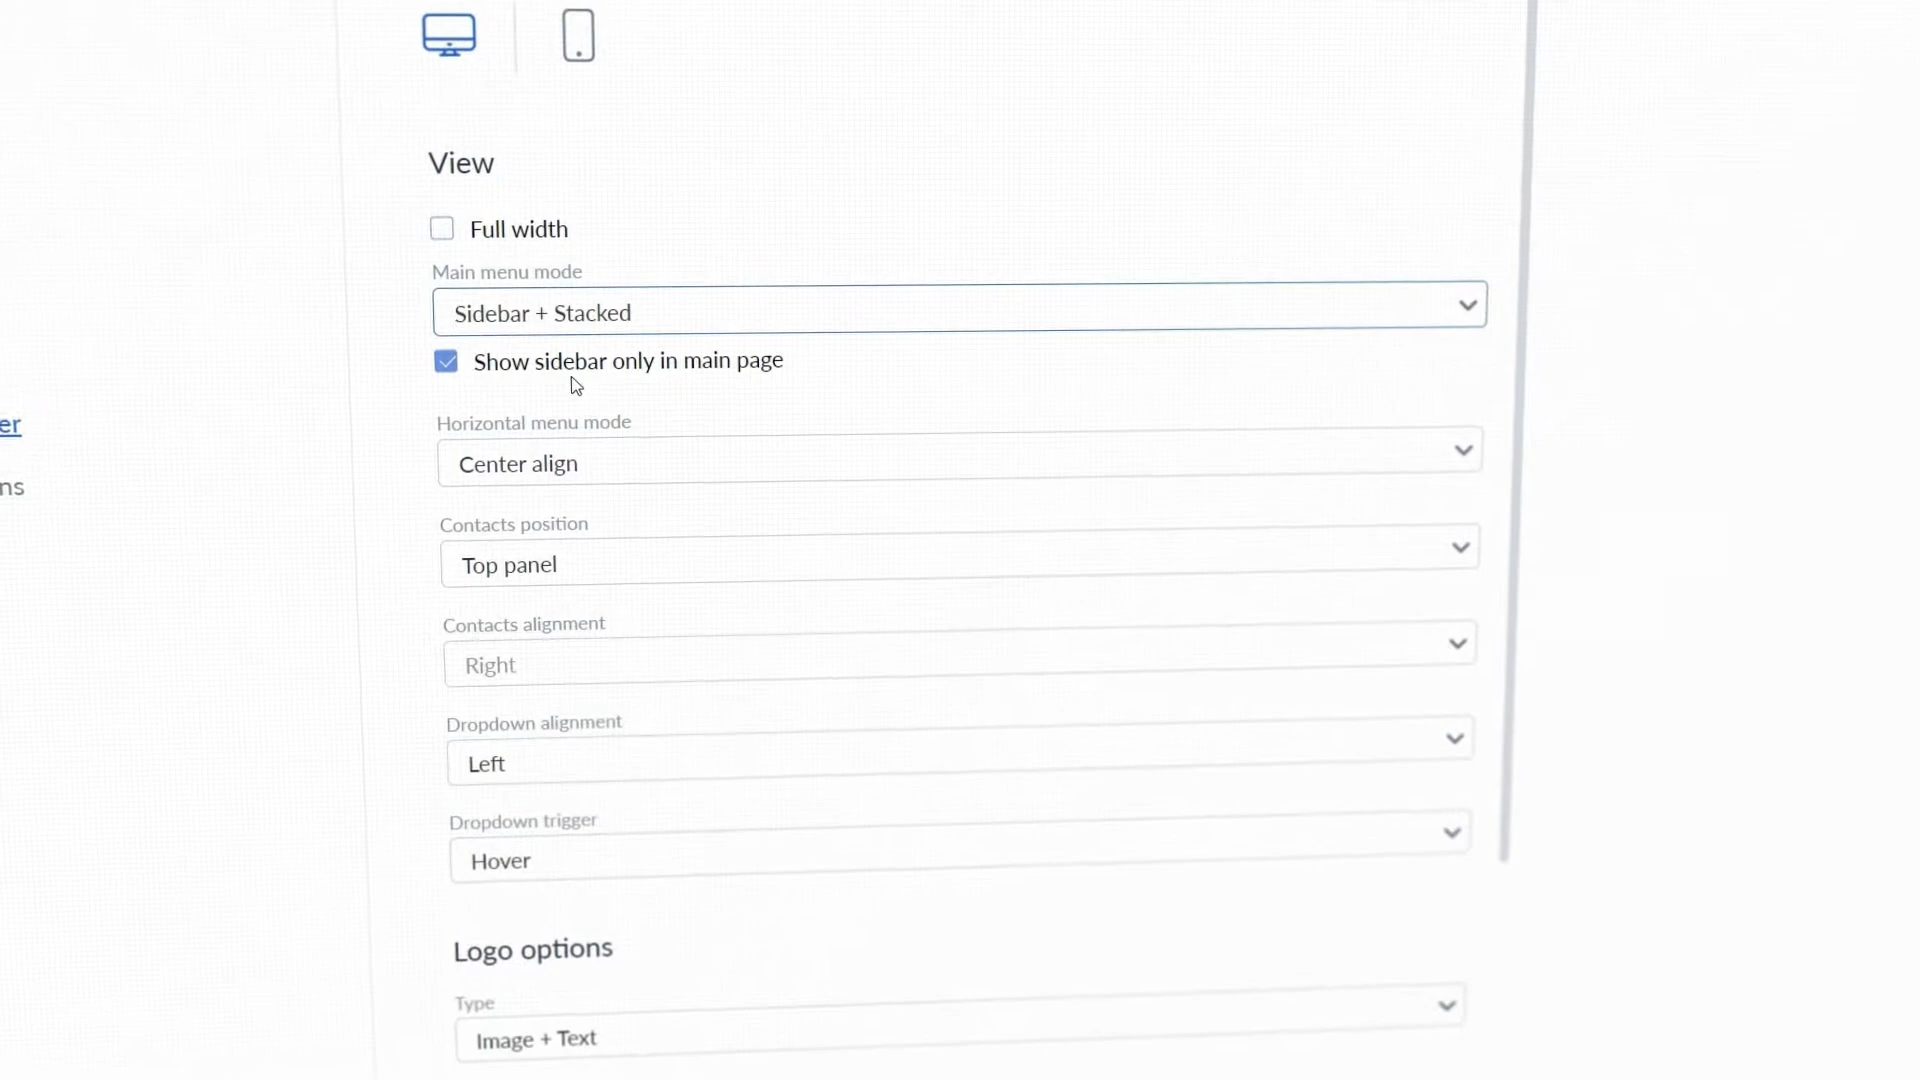 View
Full width
Main menu mode
Sidebar + Stacked
Show sidebar only in main page
er
Horizontal menu mode
Center align
ns
Contacts position
Top panel
Contacts alignment
Right
Dropdown alignment
Left
Dropdown trigger
Hover
Logo options
Type
Image + Text